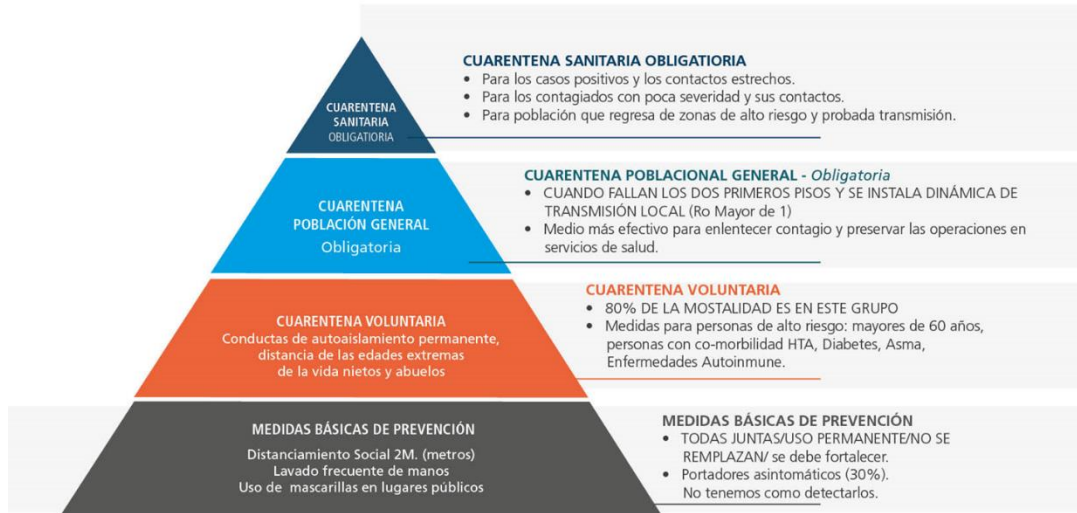 CUARENTENA
SANITARIA
OBLIGATIORIA
CUARENTENA SANITARIA OBLIGATIORIA
• Para los casos positivos y los contactos estrechos.
• Para los contagiados con poca severidad y sus contactos.
• Para población que regresa de zonas de alto riesgo y probada transmisión.
CUARENTENA
POBLACIÓN GENERAL
Obligatoria
CUARENTENA POBLACIONAL GENERAL - Obligatoria
• CUANDO FALLAN LOS DOS PRIMEROS PISOS Y SE INSTALA DINÁMICA DE
TRANSMISIÓN LOCAL (Ro Mayor de 1)
• Medio más efectivo para enlentecer contagio y preservar las operaciones en
servicios de salud.
CUARENTENA VOLUNTARIA
Conductas de autoaislamiento permanente,
distancia de las edades extremas
de la vida nietos y abuelos
CUARENTENA VOLUNTARIA
• 80% DE LA MOSTALIDAD ES EN ESTE GRUPO
• Medidas para personas de alto riesgo: mayores de 60 años,
personas con co-morbilidad HTA, Diabetes, Asma,
Enfermedades Autoinmune.
MEDIDAS BÁSICAS DE PREVENCIÓN
Distanciamiento Social 2M. (metros)
Lavado frecuente de manos
Uso de mascarillas en lugares públicos
MEDIDAS BÁSICAS DE PREVENCIÓN
• TODAS JUNTAS/USO PERMANENTE/NO SE
REMPLAZAN/ se debe fortalecer.
• Portadores asintomáticos (30%).
No tenemos como detectarlos.